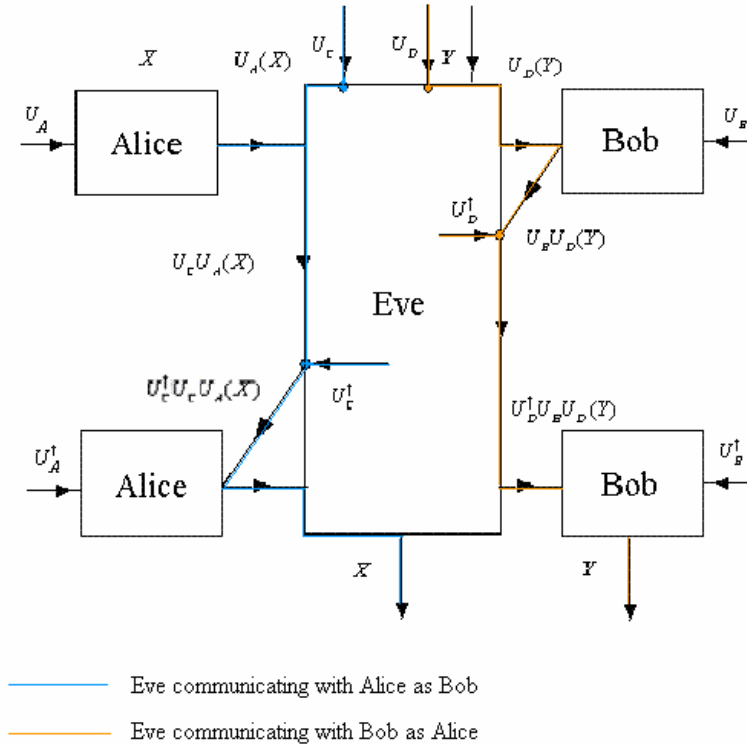 U_C U_D Y
X U_A(X) U_D(Y)
U_A Alice Bob U_B
U_D† U_B U_D(Y)
U_C U_A(X)
Eve
U_C† U_C U_A(X) U_C† U_D† U_B U_D(Y)
U_A† Alice Bob U_B†
X Y
Eve communicating with Alice as Bob
Eve communicating with Bob as Alice